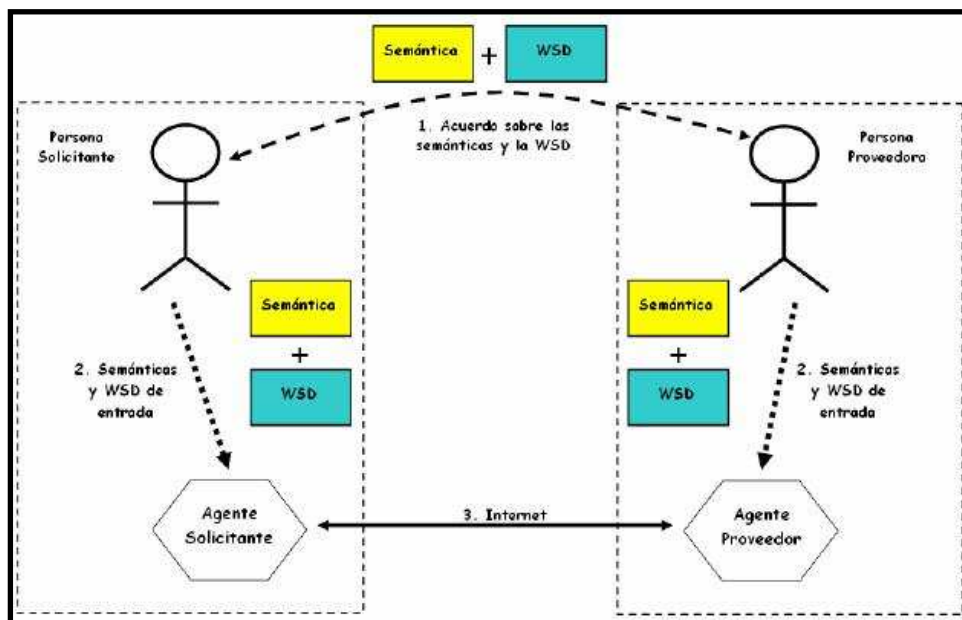 Semántica
+
WSD
1. Acuerdo sobre las
semánticas y la WSD
Persona
Solicitante
Persona
Proveedora
Semántica
+
WSD
Semántica
+
WSD
2. Semánticas
y WSD de
entrada
2. Semánticas
y WSD de
entrada
Agente
Solicitante
3. Internet
Agente
Proveedor